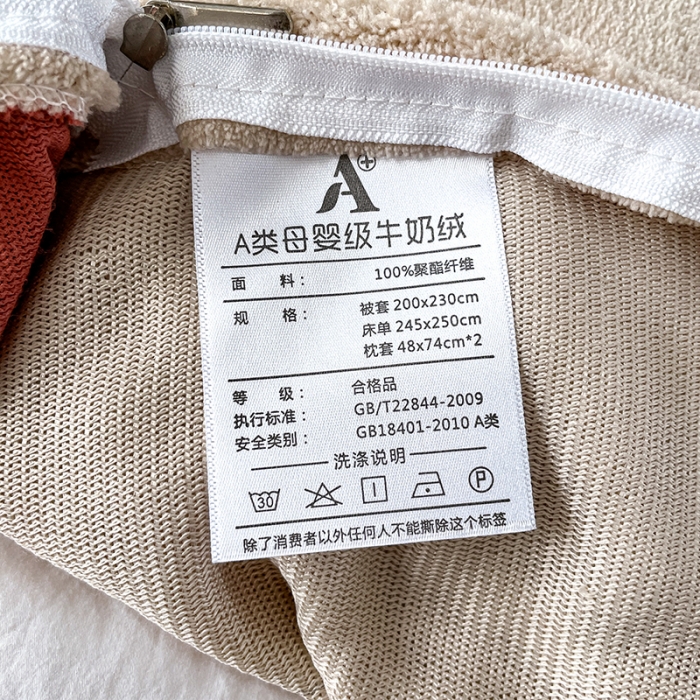 A+
A类母婴级牛奶绒
面 料： 100%聚酯纤维
规 格： 被套 200x230cm
床单 245x250cm
枕套 48x74cm*2
等 级： 合格品
执行标准： GB/T22844-2009
安全类别： GB18401-2010 A类
洗涤说明
30 P
除了消费者以外任何人不能撕除这个标签